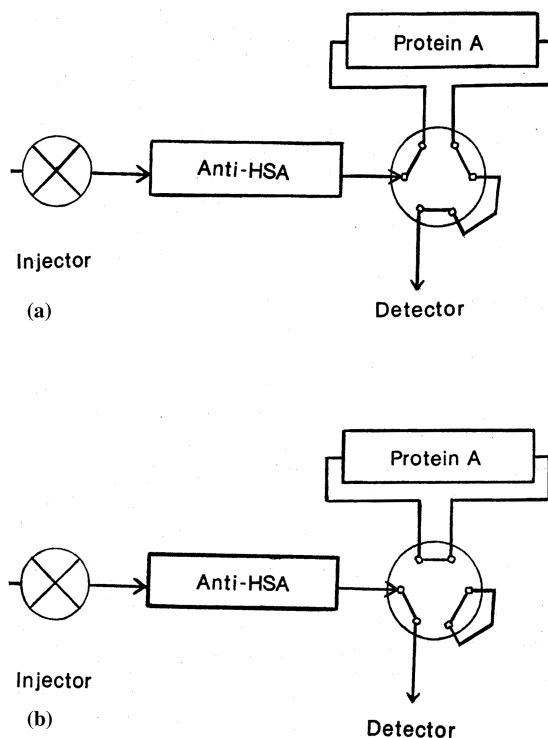 Protein A
Anti-HSA
Injector
(a)
Detector
Protein A
Anti-HSA
Injector
(b)
Detector